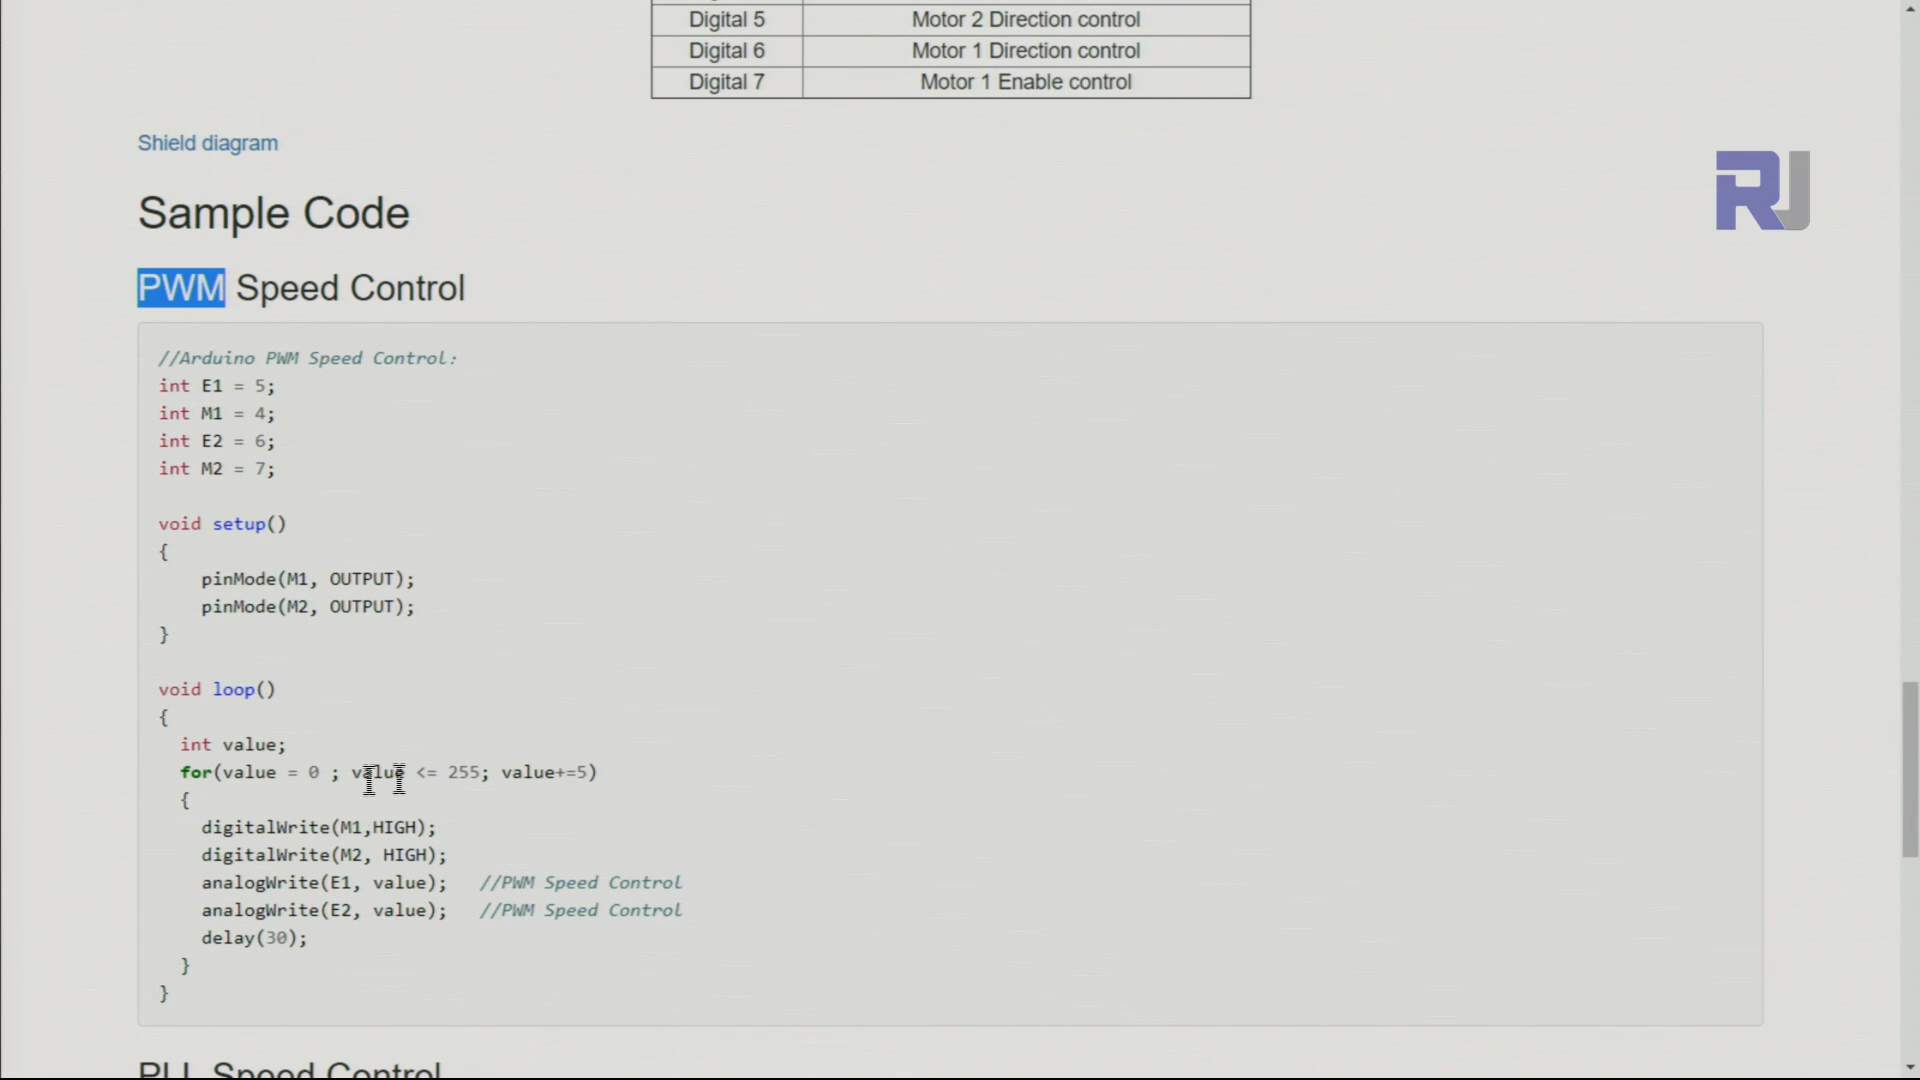 Digital 5 Motor 2 Direction control
Digital 6 Motor 1 Direction control
Digital 7 Motor 1 Enable control
Shield diagram
RJ
Sample Code
PWM Speed Control
//Arduino PWM Speed Control:
int E1 = 5;
int M1 = 4;
int E2 = 6;
int M2 = 7;
void setup()
{
    pinMode(M1, OUTPUT);
    pinMode(M2, OUTPUT);
}
void loop()
{
  int value;
  for(value = 0 ; value <= 255; value+=5)
  {
    digitalWrite(M1,HIGH);
    digitalWrite(M2, HIGH);
    analogWrite(E1, value);   //PWM Speed Control
    analogWrite(E2, value);   //PWM Speed Control
    delay(30);
  }
}
PLL Speed Control